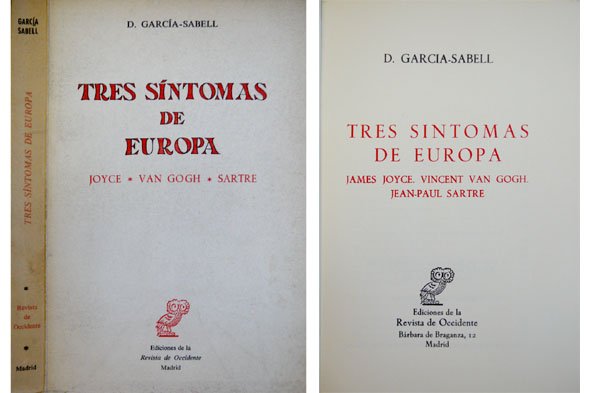 GARCÍA
SABELL
TRES SÍNTOMAS DE EUROPA
*
Revista
de
Occidente
*
Madrid
D. GARCÍA-SABELL
TRES SÍNTOMAS
DE
EUROPA
JOYCE * VAN GOGH * SARTRE
Ediciones de la
Revista de Occidente
Madrid
D. GARCIA-SABELL
TRES SINTOMAS
DE EUROPA
JAMES JOYCE. VINCENT VAN GOGH.
JEAN-PAUL SARTRE
Ediciones de la
Revista de Occidente
Bárbara de Braganza, 12
Madrid